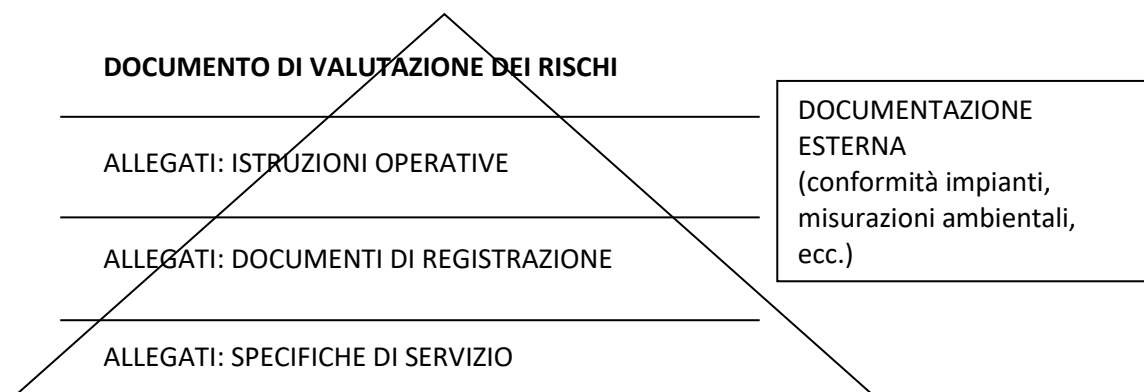 DOCUMENTO DI VALUTAZIONE DEI RISCHI
ALLEGATI: ISTRUZIONI OPERATIVE
ALLEGATI: DOCUMENTI DI REGISTRAZIONE
ALLEGATI: SPECIFICHE DI SERVIZIO
DOCUMENTAZIONE
ESTERNA
(conformità impianti,
misurazioni ambientali,
ecc.)